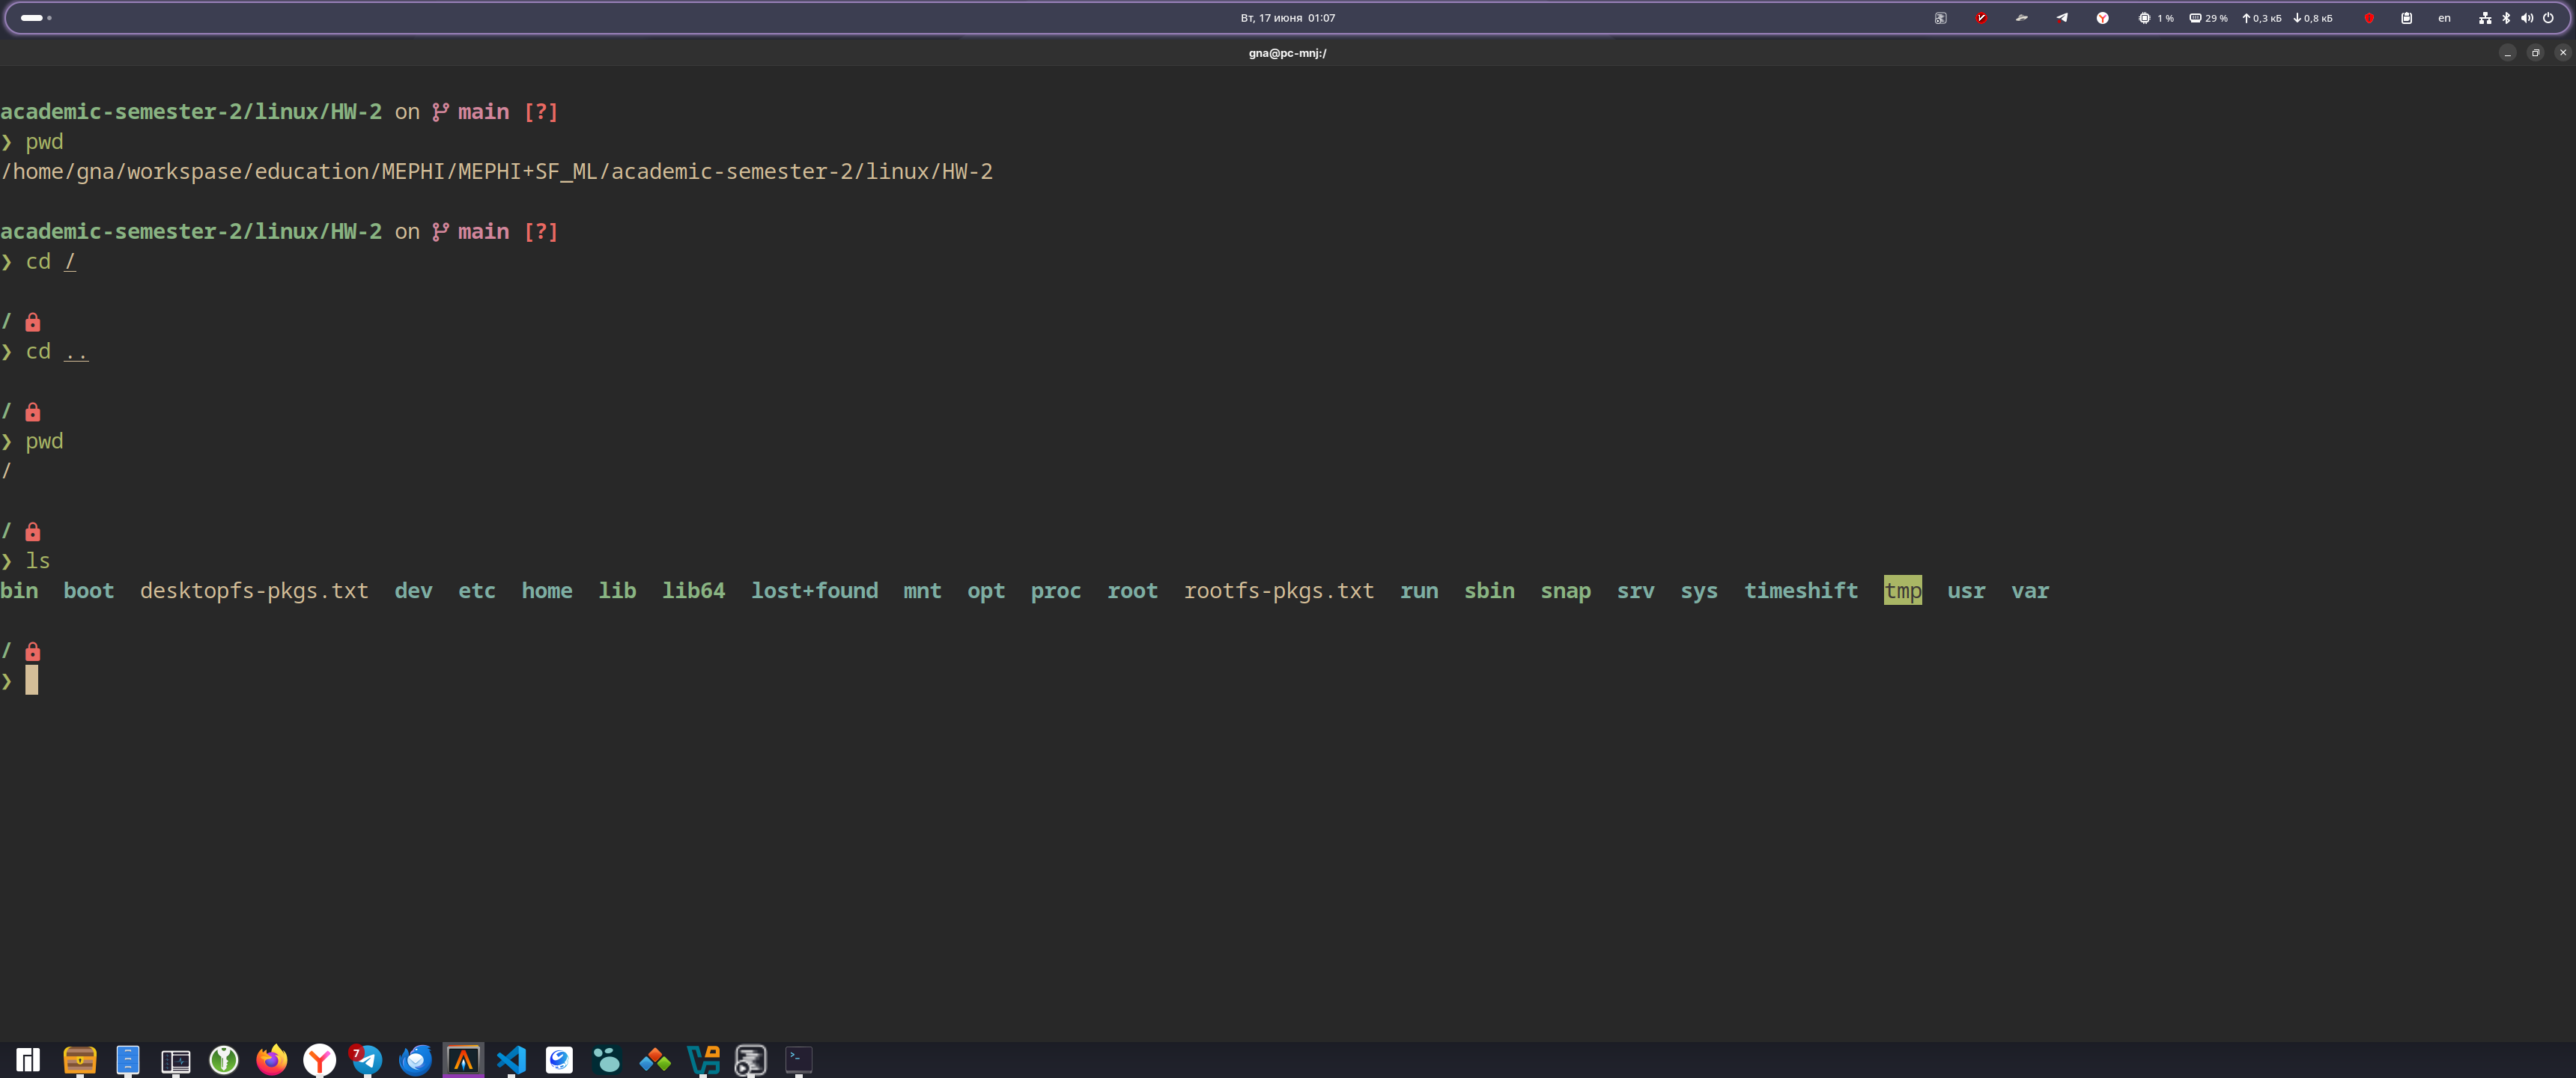 Вт, 17 июня 01:07
1 %
29 %
0,3 кБ
0,8 кБ
en
gna@pc-mnj:/
academic-semester-2/linux/HW-2 on main [?]
❯ pwd
/home/gna/workspase/education/MEPHI/MEPHI+SF_ML/academic-semester-2/linux/HW-2
academic-semester-2/linux/HW-2 on main [?]
❯ cd /
/
❯ cd ..
/
❯ pwd
/
/
❯ ls
bin boot desktopfs-pkgs.txt dev etc home lib lib64 lost+found mnt opt proc root rootfs-pkgs.txt run sbin snap srv sys timeshift tmp usr var
/
❯
7